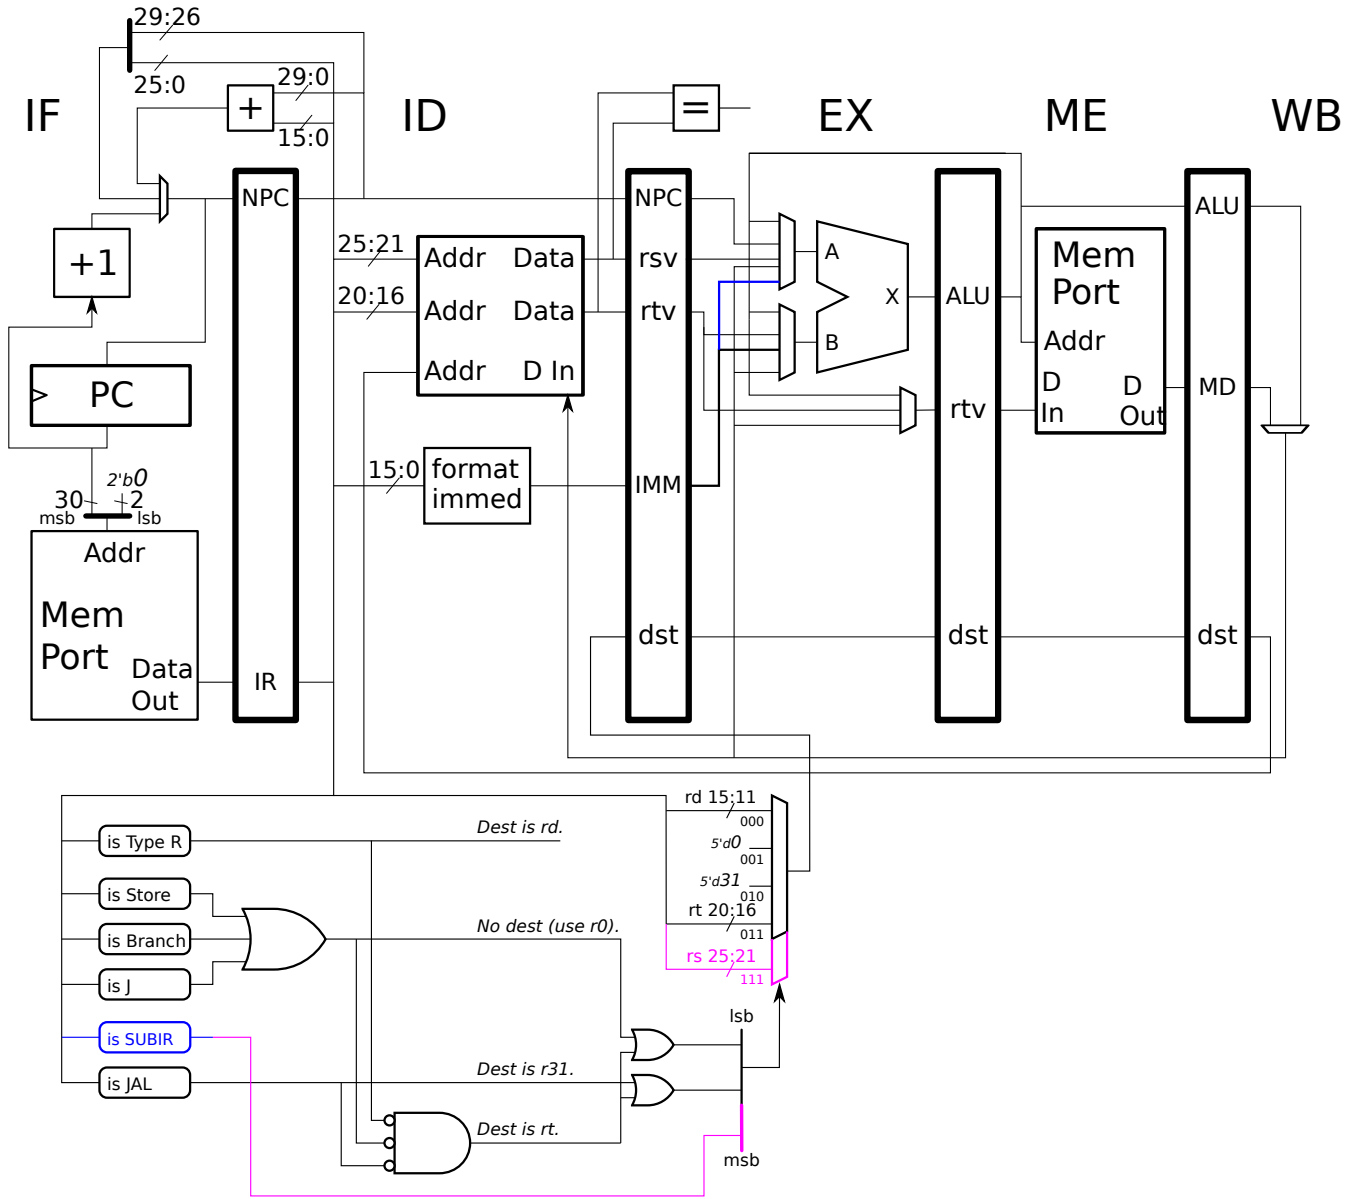 29:26
25:0
29:0
15:0
IF
ID
EX
ME
WB
+
=
NPC
NPC
ALU
+1
25:21
20:16
Addr Data
Addr Data
Addr D In
rsv
rtv
A
B
X
ALU
rtv
Mem
Port
Addr
D
In
D
Out
MD
PC
15:0
format
immed
IMM
2'b0
30
2
msb
lsb
Addr
Mem
Port
Data
Out
IR
dst
dst
dst
rd 15:11
000
5'd0
001
5'd31
010
rt 20:16
011
rs 25:21
111
is Type R
Dest is rd.
is Store
is Branch
No dest (use r0).
is J
is SUBIR
is JAL
Dest is r31.
Dest is rt.
lsb
msb